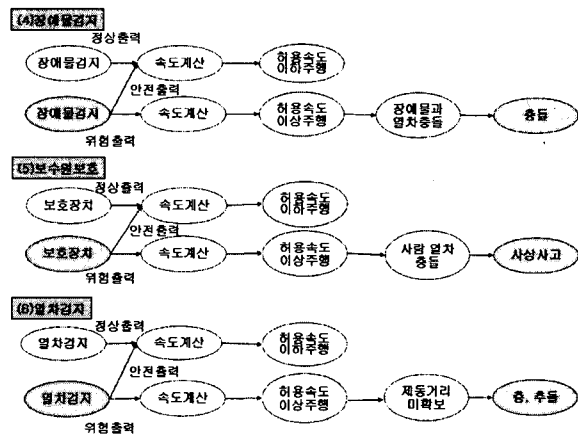 (4)장애물검지
정상출력
장애물검지 속도계산 허용속도
이하주행
안전출력
장애물검지 속도계산 허용속도
이상주행 장애물과
열차충돌 충돌
위험출력
(5)보수원보호
정상출력
보호장치 속도계산 허용속도
이하주행
안전출력
보호장치 속도계산 허용속도
이상주행 사람 열차
충돌 사상사고
위험출력
(6)열차검지
정상출력
열차검지 속도계산 허용속도
이하주행
안전출력
열차검지 속도계산 허용속도
이상주행 제동거리
미확보 충, 추돌
위험출력